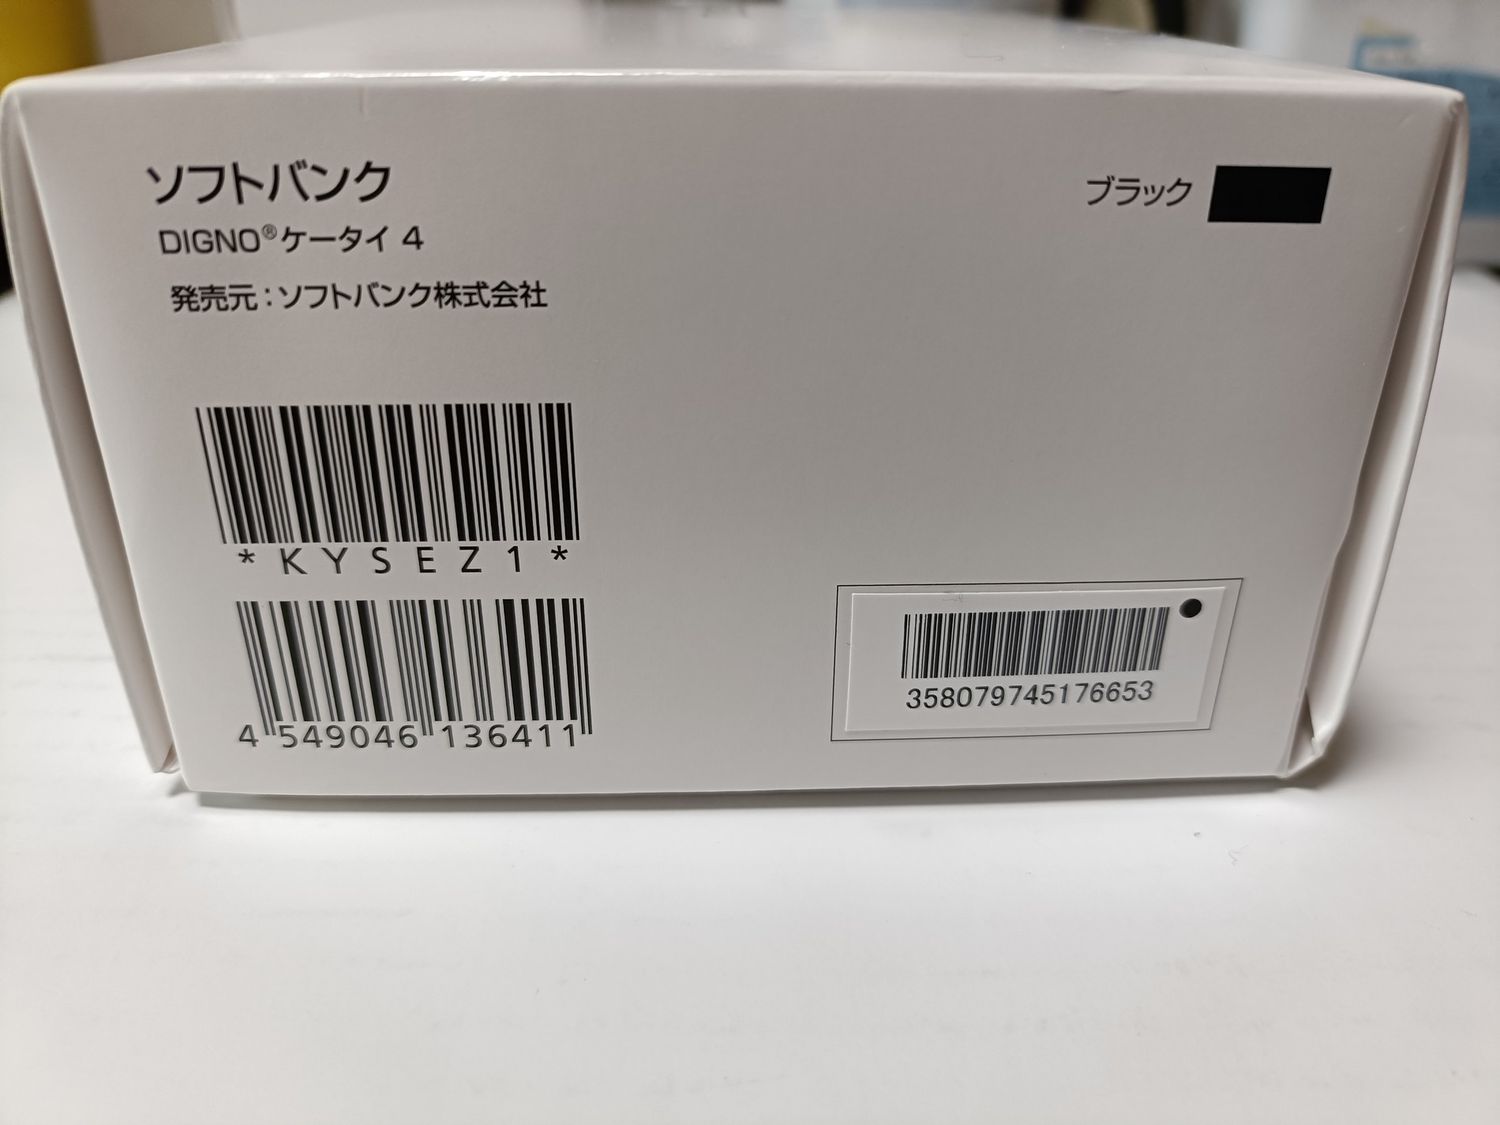 ソフトバンク
ブラック
DIGNO®ケータイ 4
発売元：ソフトバンク株式会社
*KYSEZ1*
358079745176653
4 549046 136411